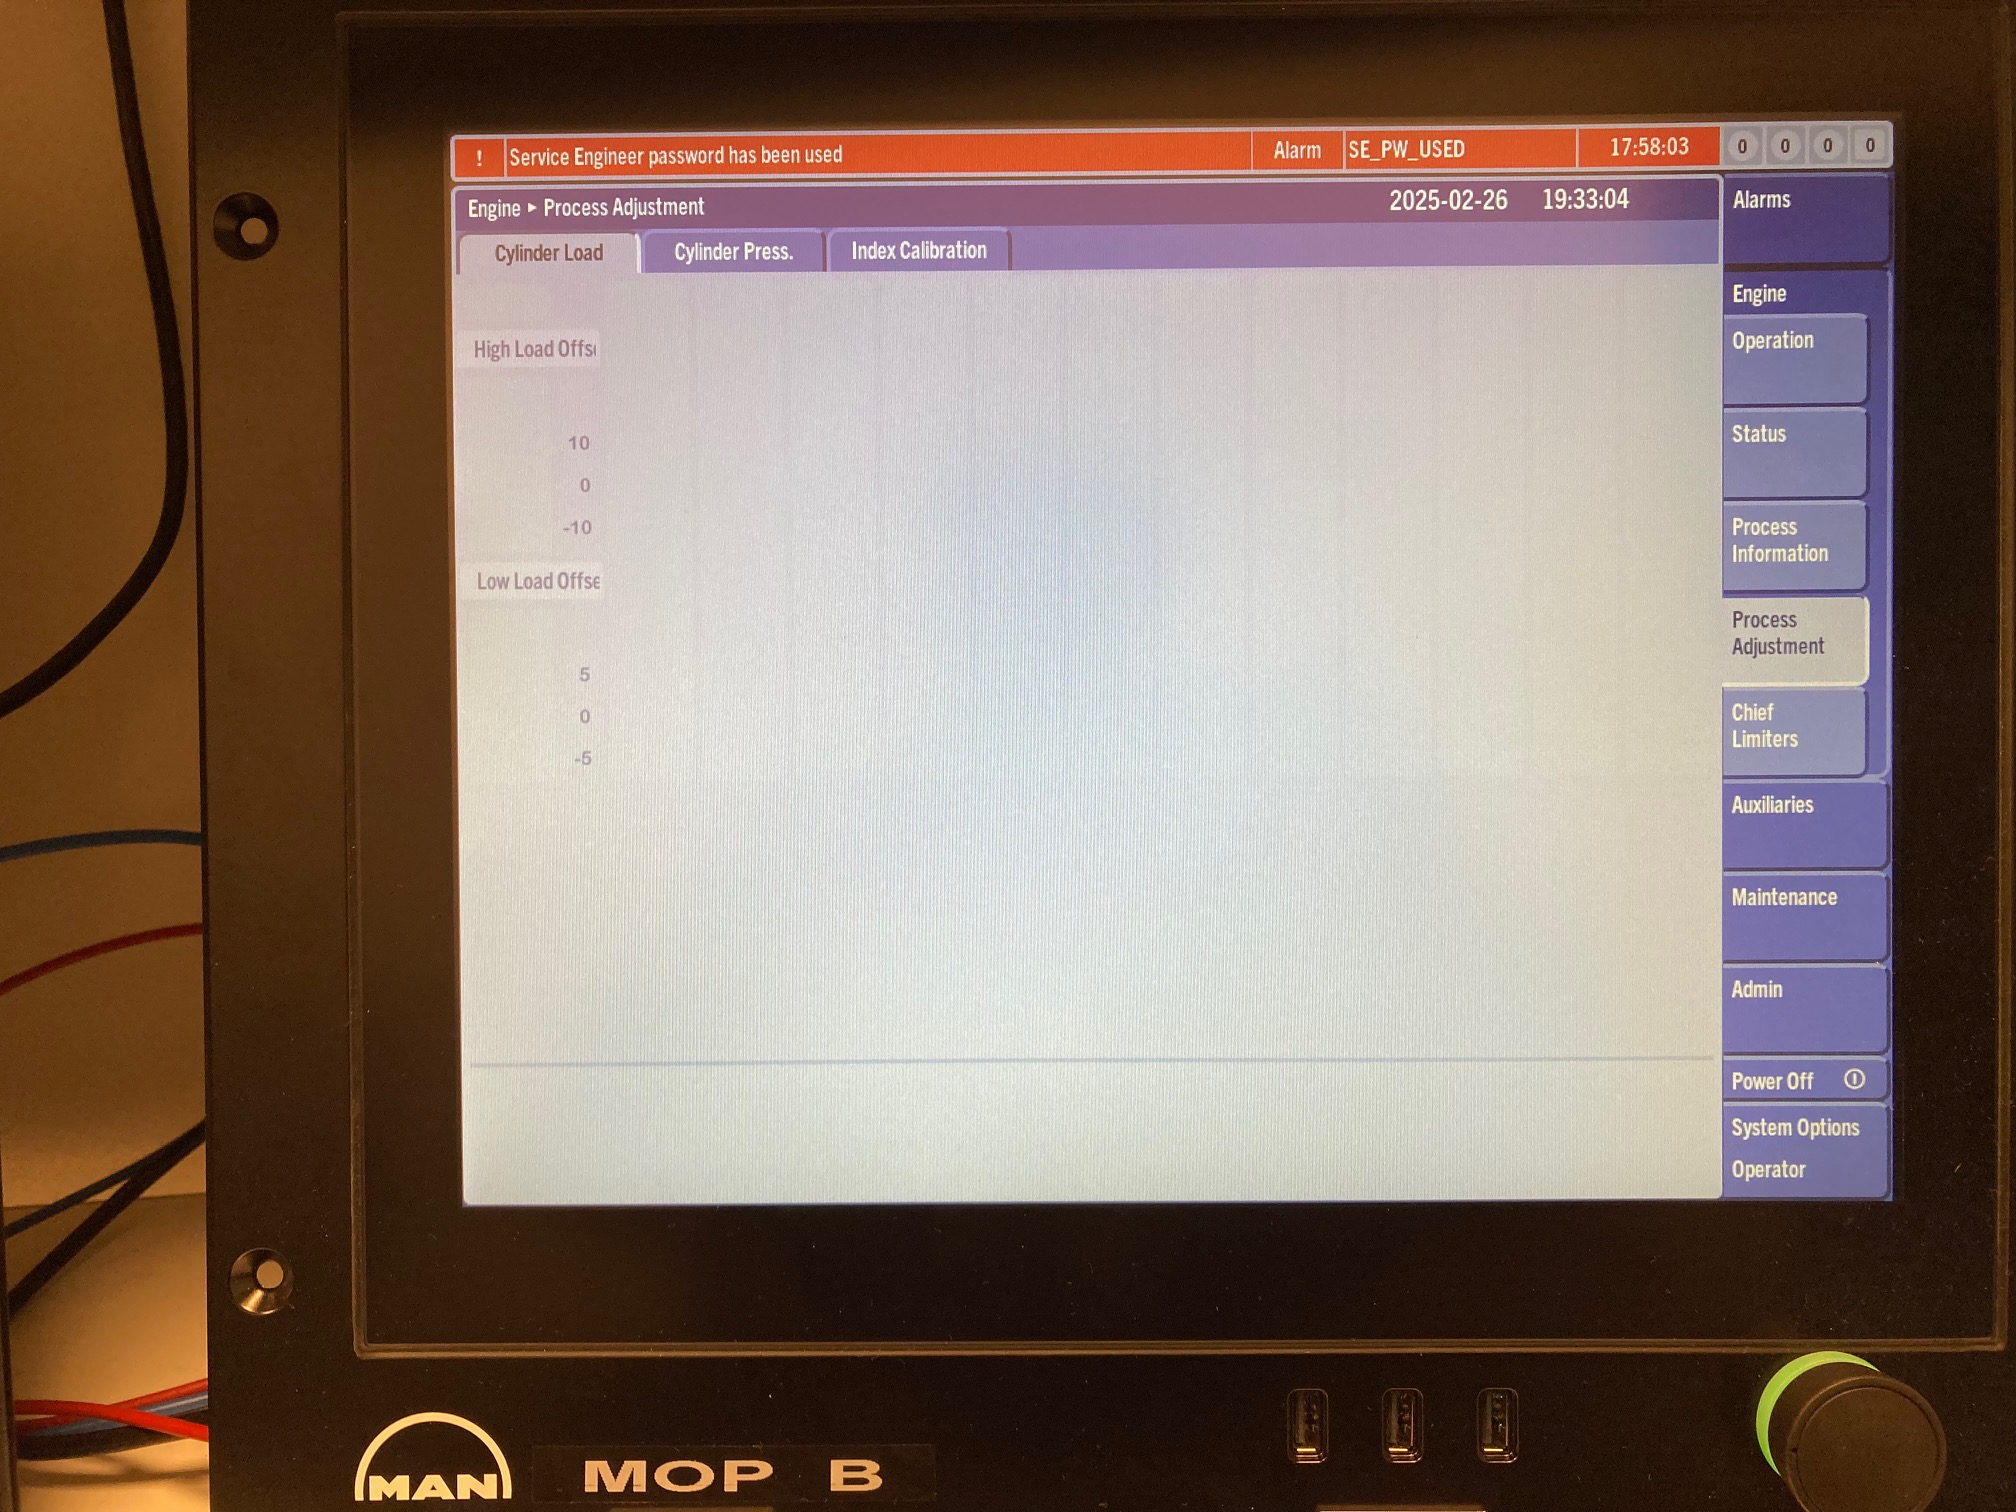 ! Service Engineer password has been used Alarm SE_PW_USED 17:58:03 0 0 0 0
Engine ▸ Process Adjustment 2025-02-26 19:33:04
Cylinder Load Cylinder Press. Index Calibration
High Load Offs
10
0
-10
Low Load Offse
5
0
-5
Alarms
Engine
Operation
Status
Process
Information
Process
Adjustment
Chief
Limiters
Auxiliaries
Maintenance
Admin
Power Off
System Options
Operator
MAN
MOP B